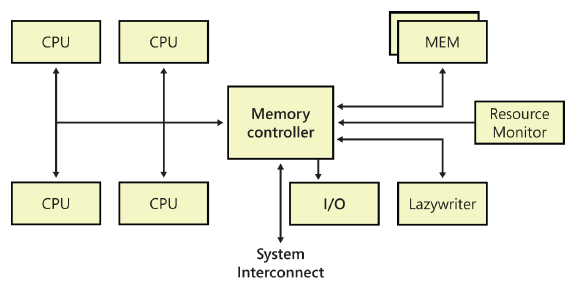 CPU
CPU
MEM
Memory
controller
Resource
Monitor
CPU
CPU
I/O
Lazywriter
System
Interconnect